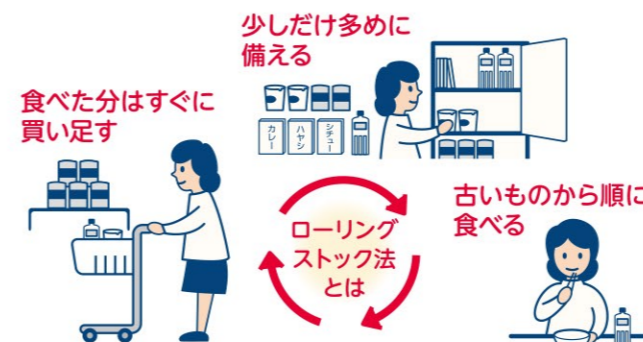 少しだけ多めに
備える
カレー
ハヤシ
シチュー
古いものから順に
食べる
食べた分はすぐに
買い足す
ローリング
ストック法
とは